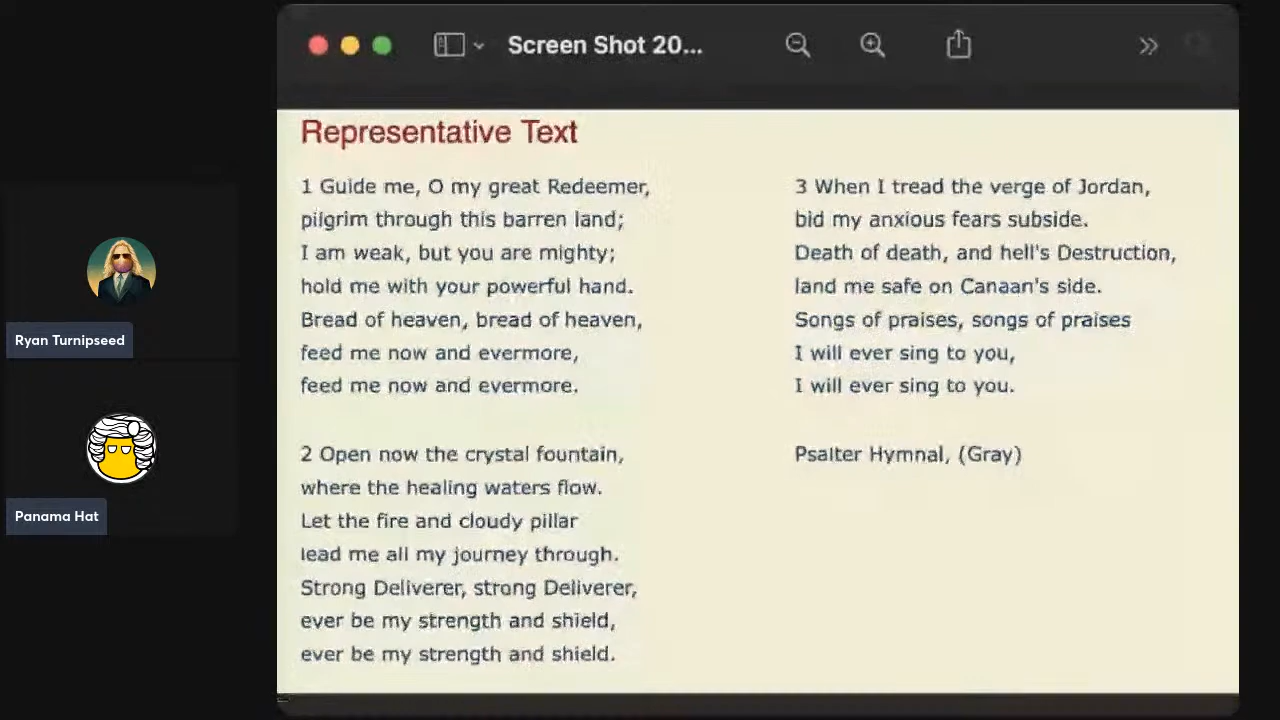 Screen Shot 20...
Representative Text
1 Guide me, O my great Redeemer,
pilgrim through this barren land;
I am weak, but you are mighty;
hold me with your powerful hand.
Bread of heaven, bread of heaven,
feed me now and evermore,
feed me now and evermore.
2 Open now the crystal fountain,
where the healing waters flow.
Let the fire and cloudy pillar
lead me all my journey through.
Strong Deliverer, strong Deliverer,
ever be my strength and shield,
ever be my strength and shield.
3 When I tread the verge of Jordan,
bid my anxious fears subside.
Death of death, and hell's Destruction,
land me safe on Canaan's side.
Songs of praises, songs of praises
I will ever sing to you,
I will ever sing to you.
Psalter Hymnal, (Gray)
Ryan Turnipseed
Panama Hat